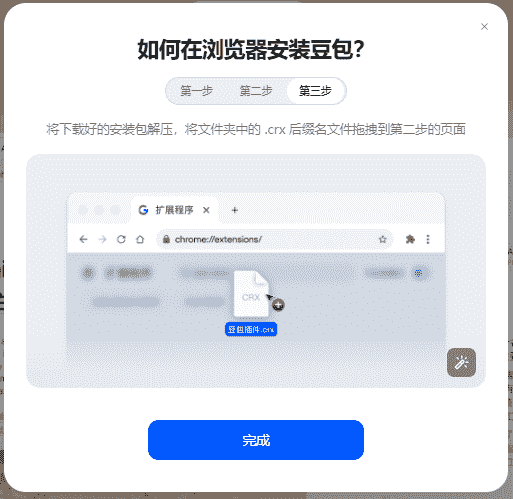 如何在浏览器安装豆包?
第一步 第二步 第三步
将下载好的安装包解压，将文件夹中的 .crx 后缀名文件拖拽到第二步的页面
扩展程序
chrome://extensions/
CRX
豆包插件.crx
完成